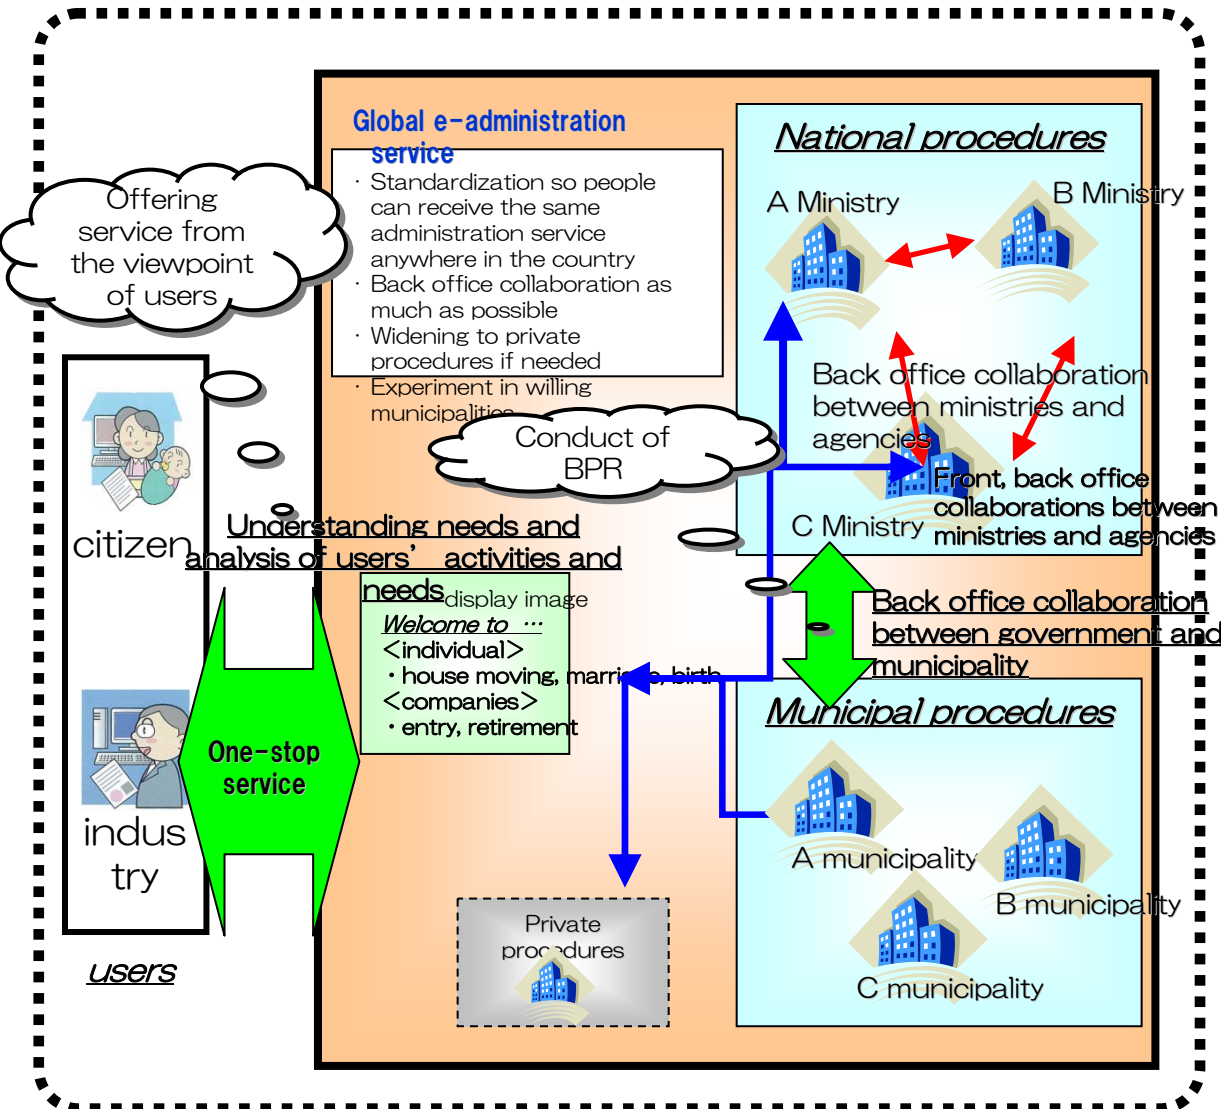 Global e-administration
service
· Standardization so people
can receive the same
administration service
anywhere in the country
· Back office collaboration as
much as possible
· Widening to private
procedures if needed
· Experiment in willing
municipalities
Offering
service from
the viewpoint
of users
National procedures
A Ministry
B Ministry
Back office collaboration
between ministries and
agencies
C Ministry
Front, back office
collaborations between
ministries and agencies
Conduct of
BPR
citizen
indus
try
users
Understanding needs and
analysis of users’ activities and
needs
display image
Welcome to …
<individual>
・house moving, marriage, birth
<companies>
・entry, retirement
One-stop
service
Back office collaboration
between government and
municipality
Municipal procedures
A municipality
B municipality
C municipality
Private
procedures